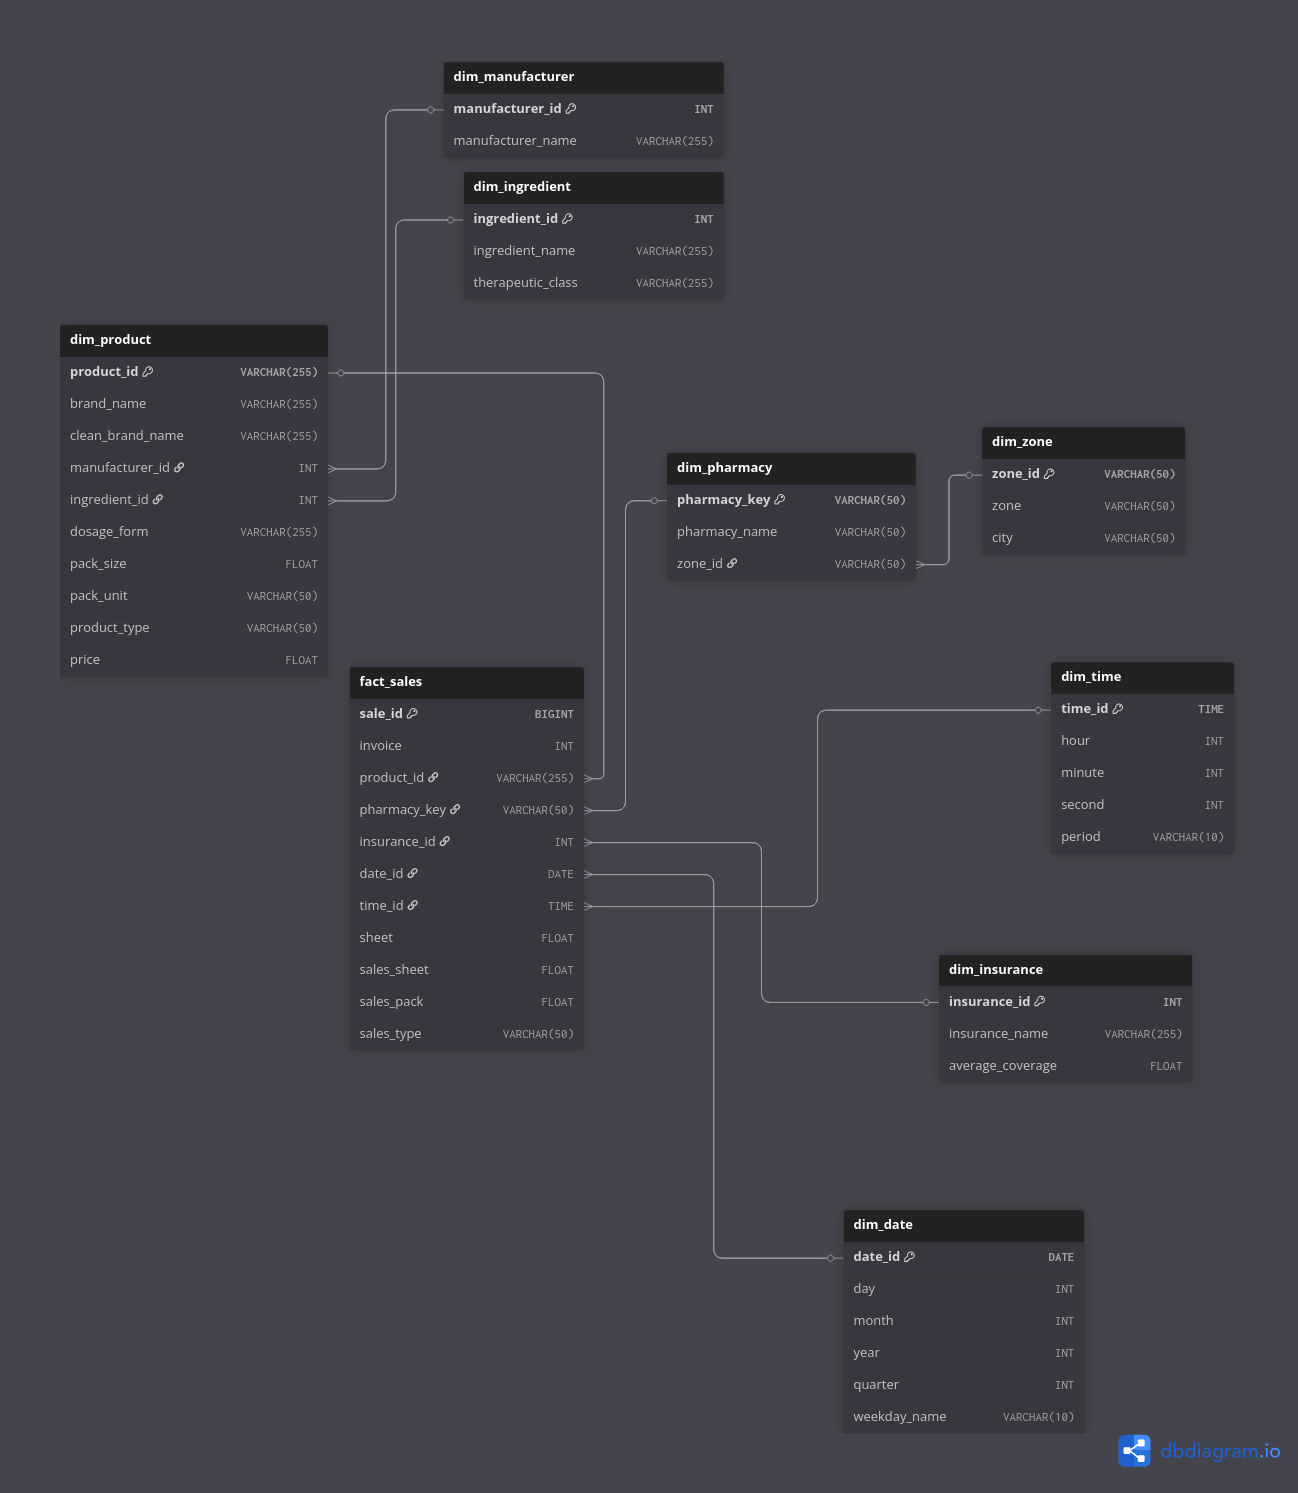 dim_manufacturer
manufacturer_id INT
manufacturer_name VARCHAR(255)
dim_ingredient
ingredient_id INT
ingredient_name VARCHAR(255)
therapeutic_class VARCHAR(255)
dim_product
product_id VARCHAR(255)
brand_name VARCHAR(255)
clean_brand_name VARCHAR(255)
manufacturer_id INT
ingredient_id INT
dosage_form VARCHAR(255)
pack_size FLOAT
pack_unit VARCHAR(50)
product_type VARCHAR(50)
price FLOAT
dim_pharmacy
pharmacy_key VARCHAR(50)
pharmacy_name VARCHAR(50)
zone_id VARCHAR(50)
dim_zone
zone_id VARCHAR(50)
zone VARCHAR(50)
city VARCHAR(50)
fact_sales
sale_id BIGINT
invoice INT
product_id VARCHAR(255)
pharmacy_key VARCHAR(50)
insurance_id INT
date_id DATE
time_id TIME
sheet FLOAT
sales_sheet FLOAT
sales_pack FLOAT
sales_type VARCHAR(50)
dim_time
time_id TIME
hour INT
minute INT
second INT
period VARCHAR(10)
dim_insurance
insurance_id INT
insurance_name VARCHAR(255)
average_coverage FLOAT
dim_date
date_id DATE
day INT
month INT
year INT
quarter INT
weekday_name VARCHAR(10)
dbdiagram.io